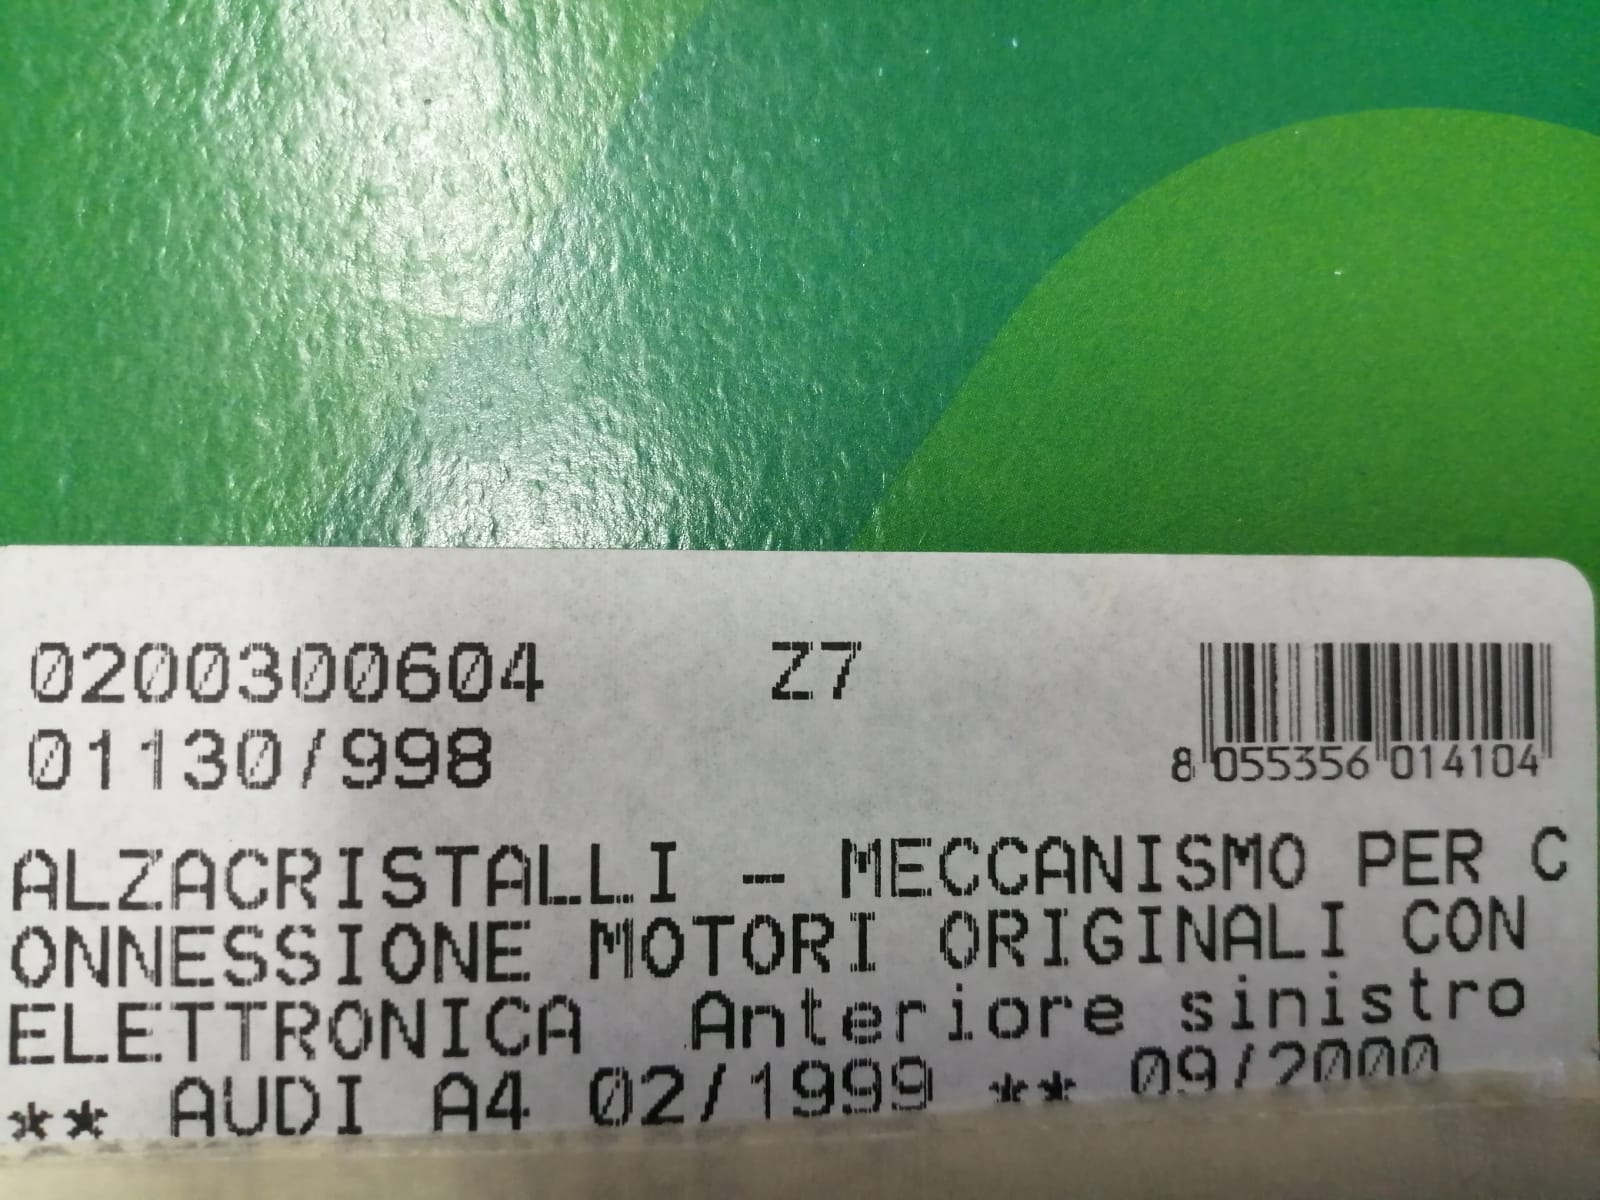 0200300604 Z7
01130/998
8 055356 014104
ALZACRISTALLI - MECCANISMO PER C
ONNESSIONE MOTORI ORIGINALI CON
ELETTRONICA Anteriore sinistro
** AUDI A4 02/1999 ** 09/2000